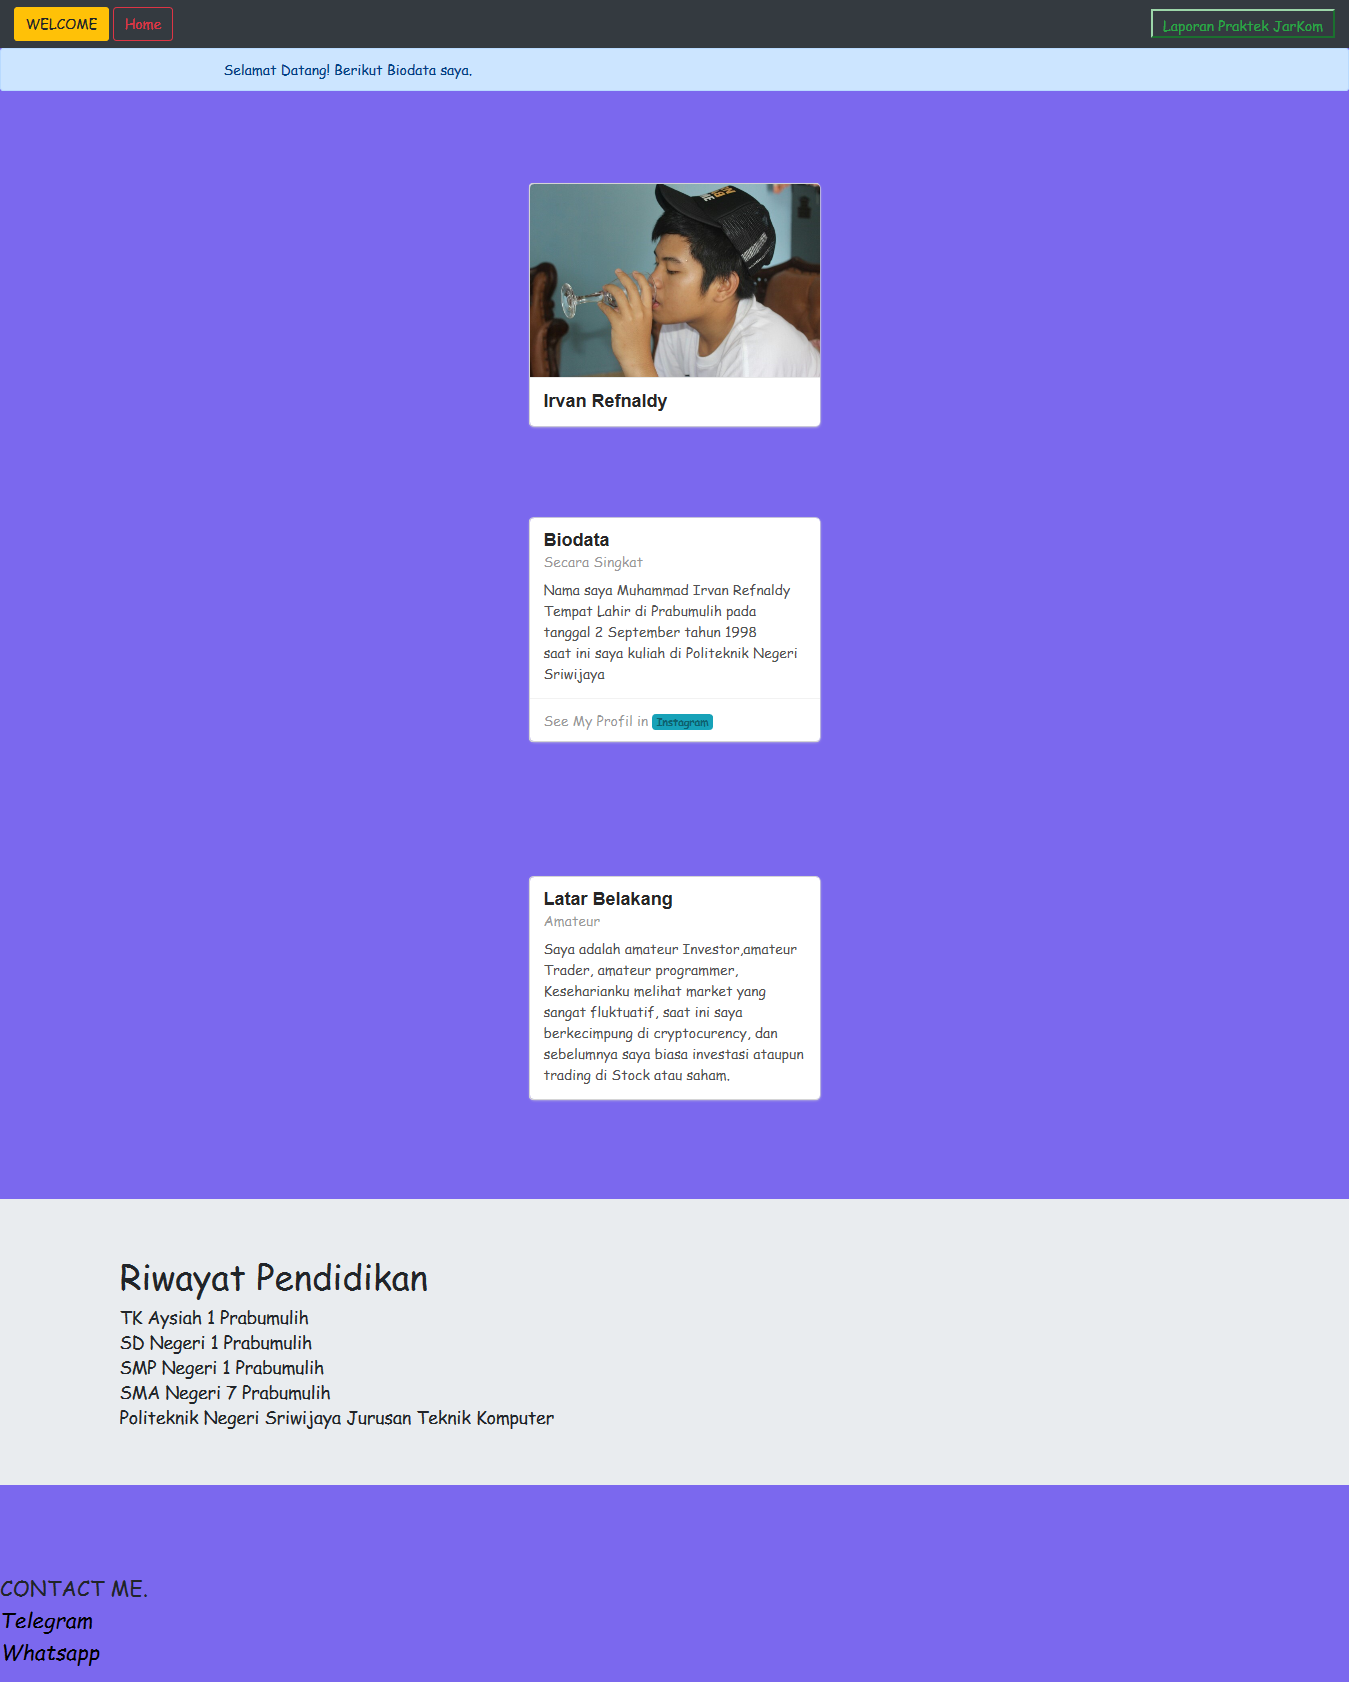 WELCOME Home Laporan Praktek JarKom
Selamat Datang! Berikut Biodata saya.
Irvan Refnaldy
Biodata
Secara Singkat
Nama saya Muhammad Irvan Refnaldy
Tempat Lahir di Prabumulih pada
tanggal 2 September tahun 1998
saat ini saya kuliah di Politeknik Negeri
Sriwijaya
See My Profil in Instagram
Latar Belakang
Amateur
Saya adalah amateur Investor,amateur
Trader, amateur programmer,
Keseharianku melihat market yang
sangat fluktuatif, saat ini saya
berkecimpung di cryptocurency, dan
sebelumnya saya biasa investasi ataupun
trading di Stock atau saham.
Riwayat Pendidikan
TK Aysiah 1 Prabumulih
SD Negeri 1 Prabumulih
SMP Negeri 1 Prabumulih
SMA Negeri 7 Prabumulih
Politeknik Negeri Sriwijaya Jurusan Teknik Komputer
CONTACT ME.
Telegram
Whatsapp